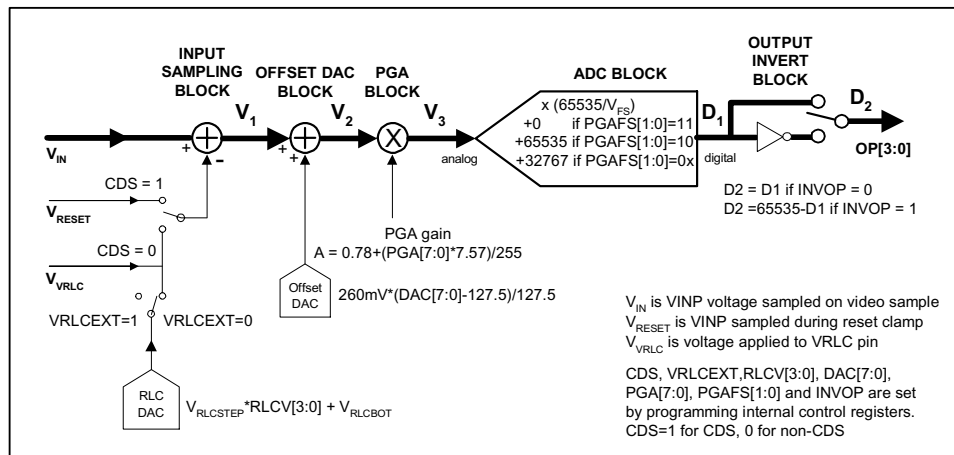 INPUT
SAMPLING
BLOCK
OFFSET DAC
BLOCK
PGA
BLOCK
ADC BLOCK
OUTPUT
INVERT
BLOCK
V1
V2
V3
D1
D2
x (65535/VFS)
+0 if PGAFS[1:0]=11
+65535 if PGAFS[1:0]=10
+32767 if PGAFS[1:0]=0x
+
-
+
+
+
X
analog
digital
VIN
OP[3:0]
CDS = 1
VRESET
CDS = 0
VVRLC
VRLCEXT=1
VRLCEXT=0
D2 = D1 if INVOP = 0
D2 =65535-D1 if INVOP = 1
PGA gain
A = 0.78+(PGA[7:0]*7.57)/255
Offset
DAC
260mV*(DAC[7:0]-127.5)/127.5
RLC
DAC
VRLCSTEP*RLCV[3:0] + VRLCBOT
VIN is VINP voltage sampled on video sample
VRESET is VINP sampled during reset clamp
VVRLC is voltage applied to VRLC pin
CDS, VRLCEXT,RLCV[3:0], DAC[7:0],
PGA[7:0], PGAFS[1:0] and INVOP are set
by programming internal control registers.
CDS=1 for CDS, 0 for non-CDS